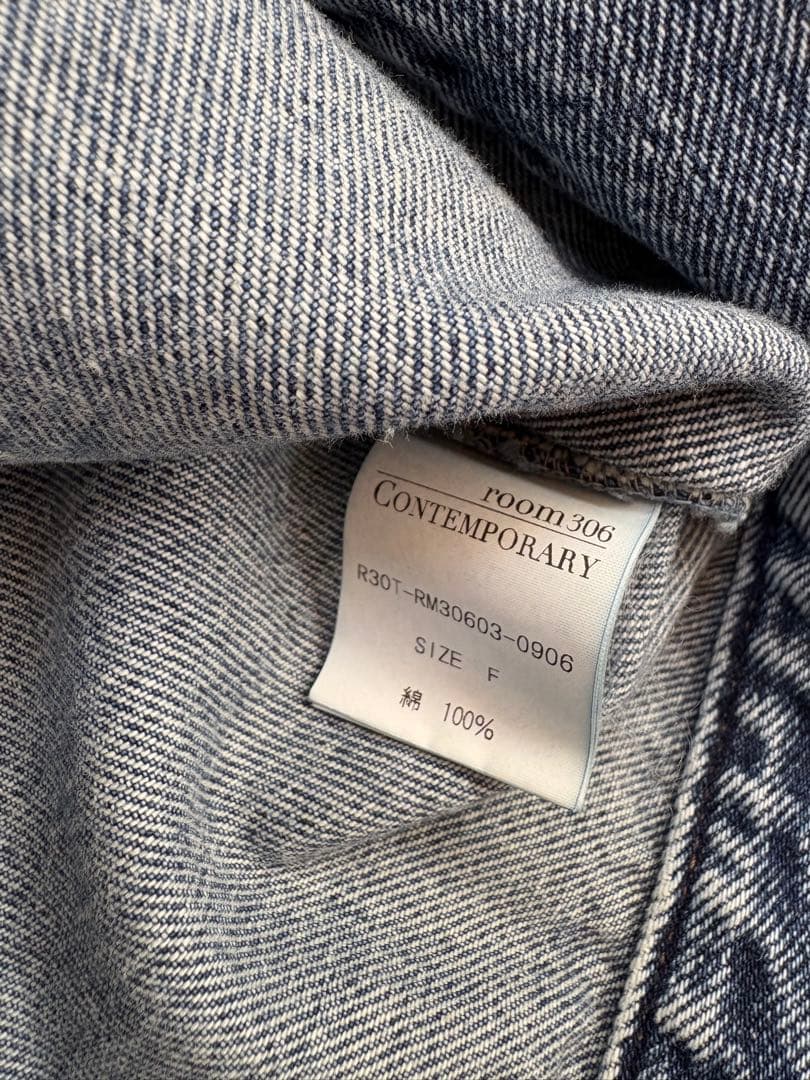 room306
CONTEMPORARY
R30T-RM30603-0906
SIZE F
綿 100%